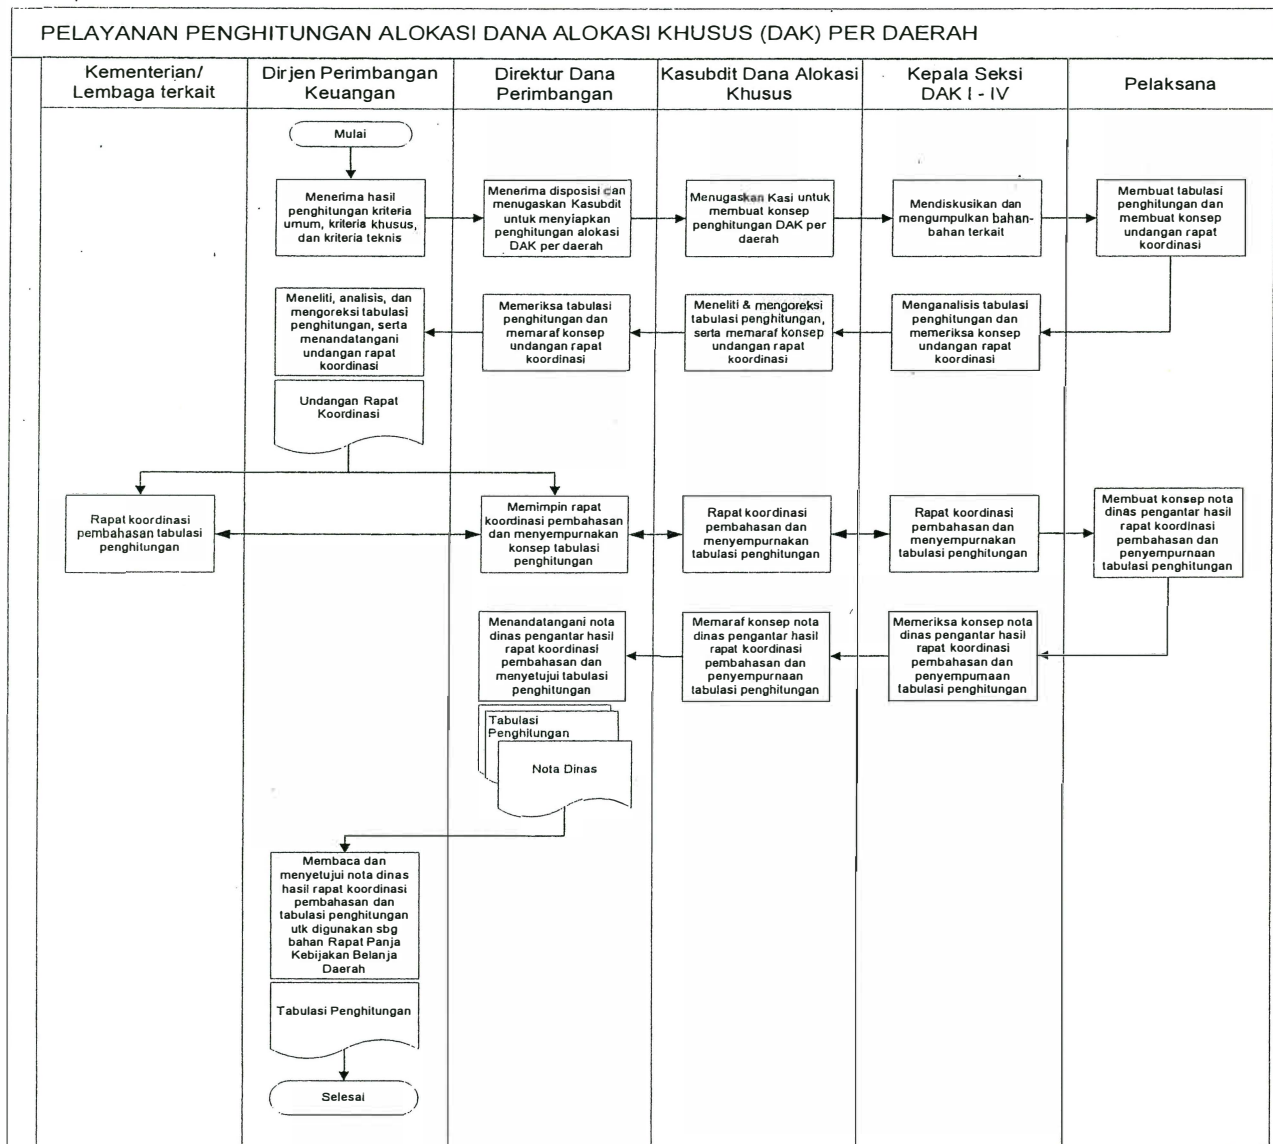 PELAYANAN PENGHITUNGAN ALOKASI DANA ALOKASI KHUSUS (DAK) PER DAERAH
Kementerian/
Lembaga terkait
Dirjen Perimbangan
Keuangan
Direktur Dana
Perimbangan
Kasubdit Dana Alokasi
Khusus
Kepala Seksi
DAK I - IV
Pelaksana
Mulai
Menerima hasil
penghitungan kriteria
umum, kriteria khusus,
dan kriteria teknis
Menerima disposisi dan
menugaskan Kasubdit
untuk menyiapkan
penghitungan alokasi
DAK per daerah
Menugaskan Kasi untuk
membuat konsep
penghitungan DAK per
daerah
Mendiskusikan dan
mengumpulkan bahan-
bahan terkait
Membuat tabulasi
penghitungan dan
membuat konsep
undangan rapat
koordinasi
Meneliti, analisis, dan
mengoreksi tabulasi
penghitungan, serta
menandatangani
undangan rapat
koordinasi
Memeriksa tabulasi
penghitungan dan
memaraf konsep
undangan rapat
koordinasi
Meneliti & mengoreksi
tabulasi penghitungan,
serta memaraf konsep
undangan rapat
koordinasi
Menganalisis tabulasi
penghitungan dan
memeriksa konsep
undangan rapat
koordinasi
Undangan Rapat
Koordinasi
Rapat koordinasi
pembahasan tabulasi
penghitungan
Memimpin rapat
koordinasi pembahasan
dan menyempurnakan
konsep tabulasi
penghitungan
Rapat koordinasi
pembahasan dan
menyempurnakan
tabulasi penghitungan
Rapat koordinasi
pembahasan dan
menyempurnakan
tabulasi penghitungan
Membuat konsep nota
dinas pengantar hasil
rapat koordinasi
pembahasan dan
penyempurnaan
tabulasi penghitungan
Menandatangani nota
dinas pengantar hasil
rapat koordinasi
pembahasan dan
menyetujui tabulasi
penghitungan
Memaraf konsep nota
dinas pengantar hasil
rapat koordinasi
pembahasan dan
penyempurnaan
tabulasi penghitungan
Memeriksa konsep nota
dinas pengantar hasil
rapat koordinasi
pembahasan dan
penyempurnaan
tabulasi penghitungan
Tabulasi
Penghitungan
Nota Dinas
Membaca dan
menyetujui nota dinas
hasil rapat koordinasi
pembahasan dan
tabulasi penghitungan
utk digunakan sbg
bahan Rapat Panja
Kebijakan Belanja
Daerah
Tabulasi Penghitungan
Selesai